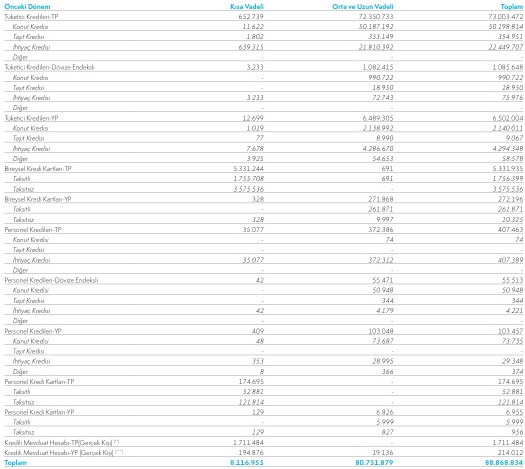 Önceki Dönem Kısa Vadeli Orta ve Uzun Vadeli Toplam
Tüketici Kredileri-TP 652.739 72.350.733 73.003.472
Konut Kredisi 11.622 50.187.192 50.198.814
Taşıt Kredisi 1.802 353.149 354.951
İhtiyaç Kredisi 639.315 21.810.392 22.449.707
Diğer - - -
Tüketici Kredileri-Dövize Endeksli 3.233 1.082.415 1.085.648
Konut Kredisi - 990.722 990.722
Taşıt Kredisi - 18.950 18.950
İhtiyaç Kredisi 3.233 72.743 75.976
Diğer - - -
Tüketici Kredileri-YP 12.699 6.489.305 6.502.004
Konut Kredisi 1.019 2.138.992 2.140.011
Taşıt Kredisi 77 8.990 9.067
İhtiyaç Kredisi 7.678 4.286.670 4.294.348
Diğer 3.925 54.653 58.578
Bireysel Kredi Kartları-TP 5.331.244 691 5.331.935
Taksitli 1.755.708 691 1.756.399
Taksitsiz 3.575.536 - 3.575.536
Bireysel Kredi Kartları-YP 328 271.868 272.196
Taksitli - 261.871 261.871
Taksitsiz 328 9.997 10.325
Personel Kredileri-TP 35.077 372.386 407.463
Konut Kredisi - 74 74
Taşıt Kredisi - - -
İhtiyaç Kredisi 35.077 372.312 407.389
Diğer - - -
Personel Kredileri-Dövize Endeksli 42 55.471 55.513
Konut Kredisi - 50.948 50.948
Taşıt Kredisi - 344 344
İhtiyaç Kredisi 42 4.179 4.221
Diğer - - -
Personel Kredileri-YP 409 103.048 103.457
Konut Kredisi 48 73.687 73.735
Taşıt Kredisi - - -
İhtiyaç Kredisi 353 28.995 29.348
Diğer 8 366 374
Personel Kredi Kartları-TP 174.695 - 174.695
Taksitli 52.881 - 52.881
Taksitsiz 121.814 - 121.814
Personel Kredi Kartları-YP 129 6.826 6.955
Taksitli - 5.999 5.999
Taksitsiz 129 827 956
Kredili Mevduat Hesabı-TP(Gerçek Kişi) 1.711.484 - 1.711.484
Kredili Mevduat Hesabı-YP (Gerçek Kişi) 194.876 19.136 214.012
Toplam 8.116.955 80.751.879 88.868.834